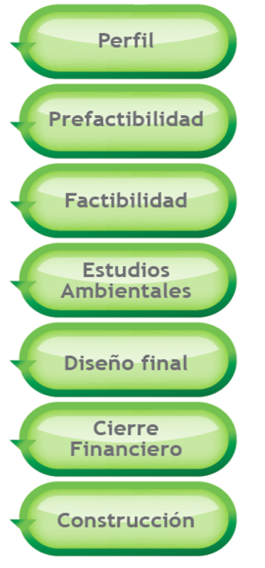 Perfil
Prefactibilidad
Factibilidad
Estudios
Ambientales
Diseño final
Cierre
Financiero
Construcción